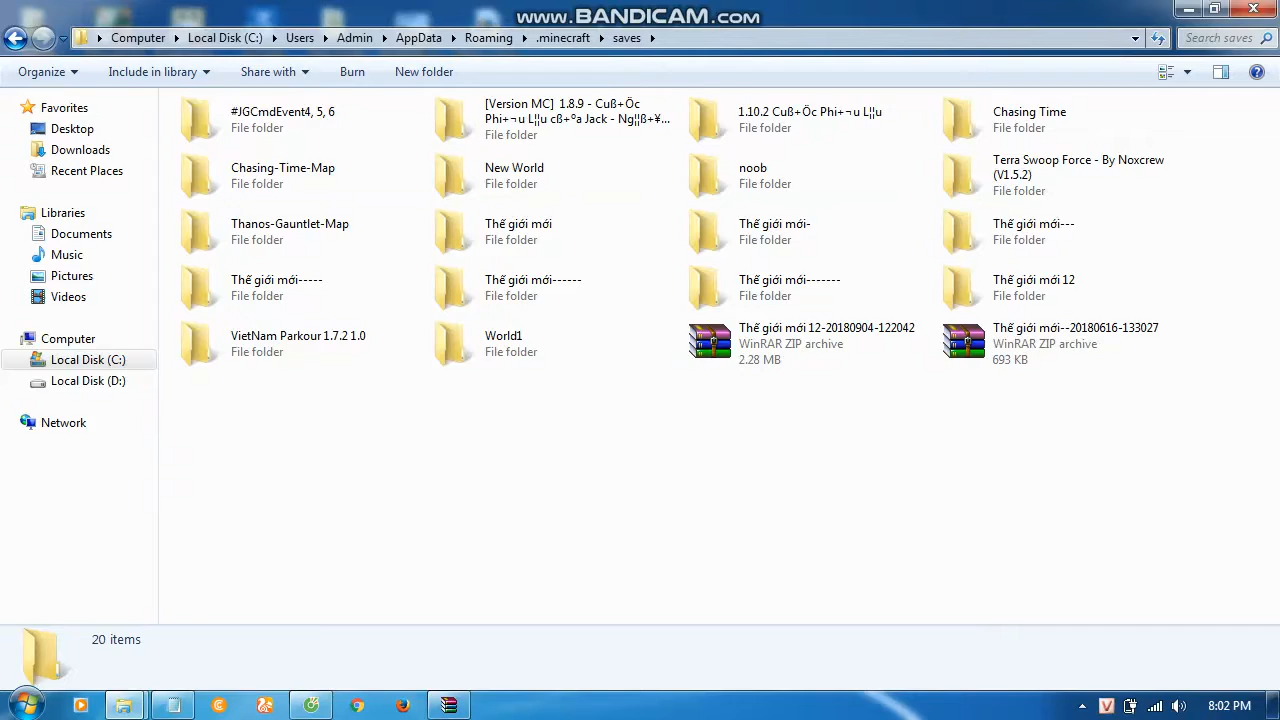 www.BANDICAM.com
Computer
Local Disk (C:)
Users
Admin
AppData
Roaming
.minecraft
saves
Search saves
Organize
Include in library
Share with
Burn
New folder
Favorites
Desktop
Downloads
Recent Places
Libraries
Documents
Music
Pictures
Videos
Computer
Local Disk (C:)
Local Disk (D:)
Network
#JGCmdEvent4, 5, 6
File folder
[Version MC] 1.8.9 - Cuß+Öc
Phi+¬u L¦¦u cß+ºa Jack - Ng¦¦ß+¥...
File folder
1.10.2 Cuß+Öc Phi+¬u L¦¦u
File folder
Chasing Time
File folder
Chasing-Time-Map
File folder
New World
File folder
noob
File folder
Terra Swoop Force - By Noxcrew
(V1.5.2)
File folder
Thanos-Gauntlet-Map
File folder
Thế giới mới
File folder
Thế giới mới-
File folder
Thế giới mới---
File folder
Thế giới mới-----
File folder
Thế giới mới------
File folder
Thế giới mới-------
File folder
Thế giới mới 12
File folder
VietNam Parkour 1.7.2 1.0
File folder
World1
File folder
Thế giới mới 12-20180904-122042
WinRAR ZIP archive
2.28 MB
Thế giới mới--20180616-133027
WinRAR ZIP archive
693 KB
20 items
V
8:02 PM